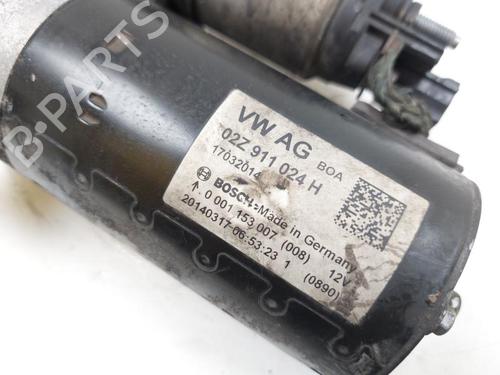 B-PARTS
VW AG
BOA
02Z 911 024 H
17032014
BOSCH-Made in Germany
↑. 0 001 153 007 (008) 12V
20140317-06:53:23 1 (0890)